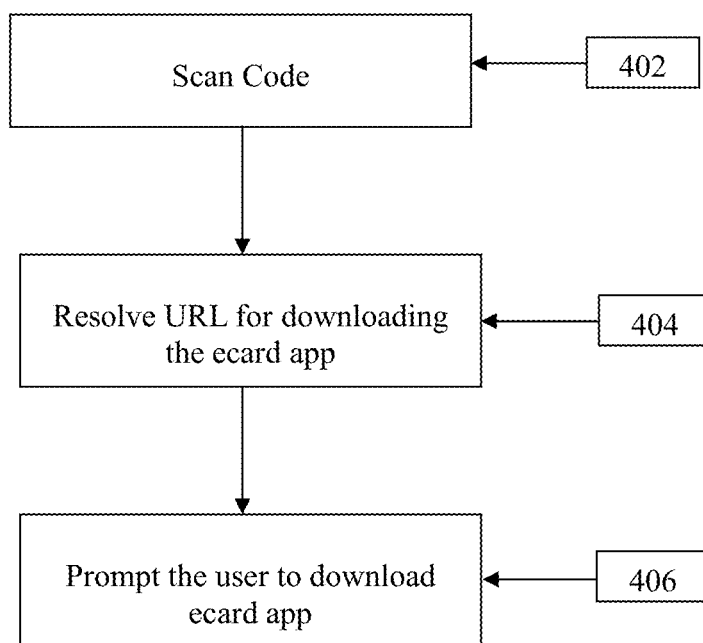 Scan Code
402
Resolve URL for downloading
the ecard app
404
Prompt the user to download
ecard app
406